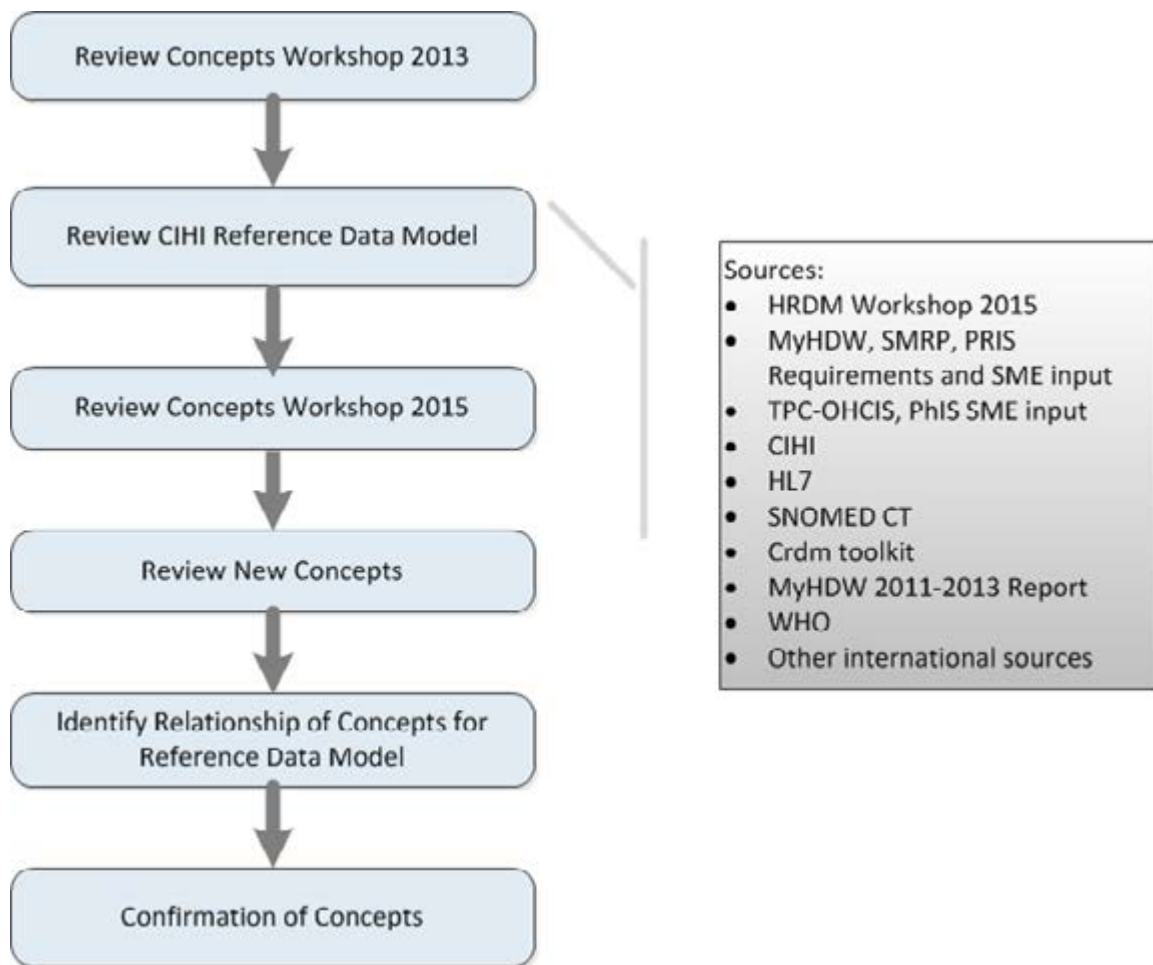 Review Concepts Workshop 2013
Review CIHI Reference Data Model
Review Concepts Workshop 2015
Review New Concepts
Identify Relationship of Concepts for
Reference Data Model
Confirmation of Concepts
Sources:
• HRDM Workshop 2015
• MyHDW, SMRP, PRIS
Requirements and SME input
• TPC-OHCIS, PhIS SME input
• CIHI
• HL7
• SNOMED CT
• Crdm toolkit
• MyHDW 2011-2013 Report
• WHO
• Other international sources